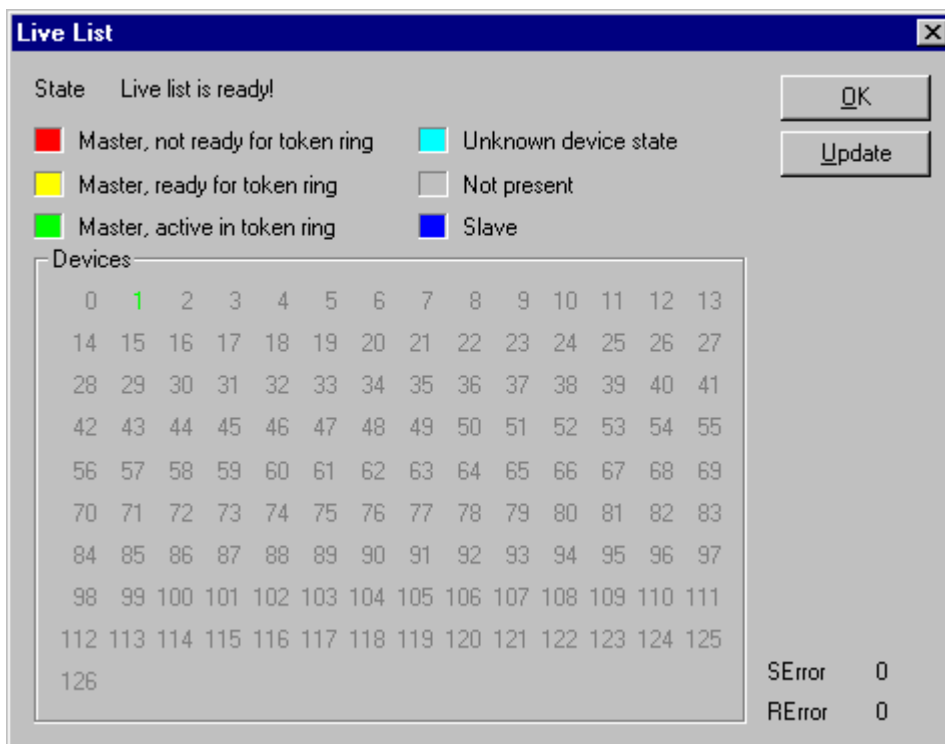 Live List
State Live list is ready!
OK
Master, not ready for token ring Unknown device state
Update
Master, ready for token ring Not present
Master, active in token ring Slave
Devices
0 1 2 3 4 5 6 7 8 9 10 11 12 13
14 15 16 17 18 19 20 21 22 23 24 25 26 27
28 29 30 31 32 33 34 35 36 37 38 39 40 41
42 43 44 45 46 47 48 49 50 51 52 53 54 55
56 57 58 59 60 61 62 63 64 65 66 67 68 69
70 71 72 73 74 75 76 77 78 79 80 81 82 83
84 85 86 87 88 89 90 91 92 93 94 95 96 97
98 99 100 101 102 103 104 105 106 107 108 109 110 111
112 113 114 115 116 117 118 119 120 121 122 123 124 125
126
SError 0
RError 0